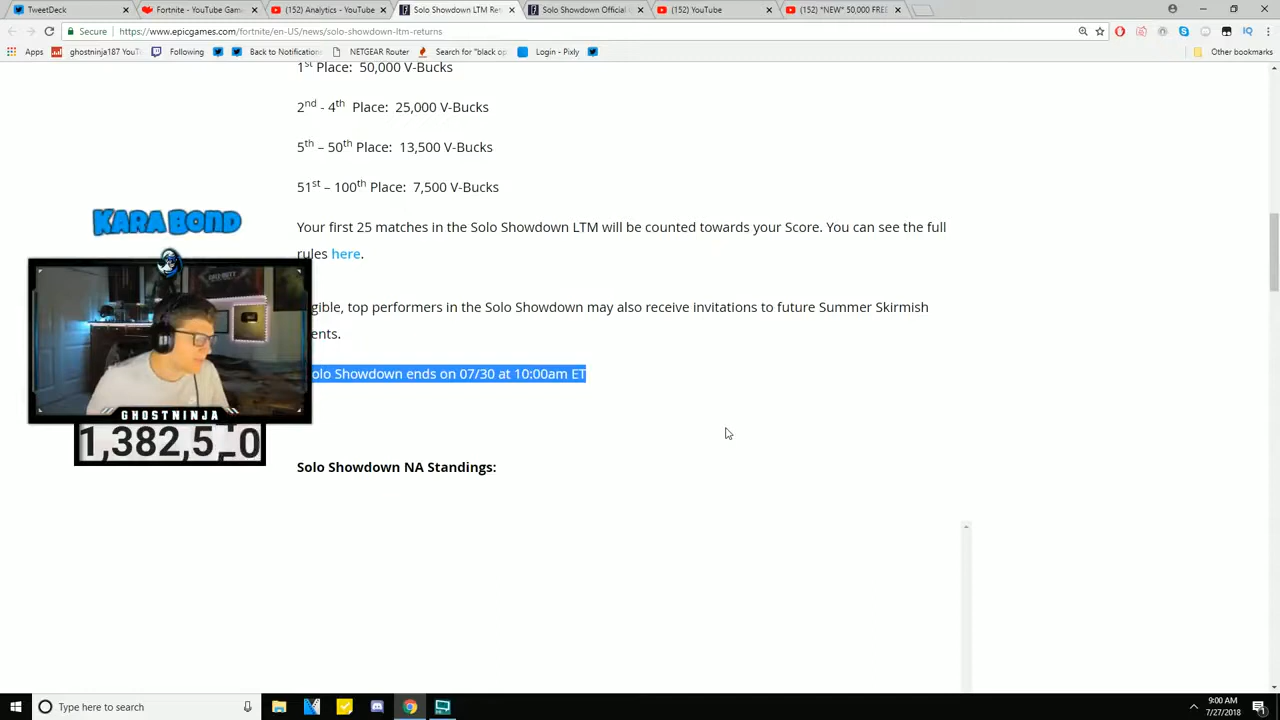 TweetDeck
Fortnite - YouTube Gam
(152) Analytics - YouTube
Solo Showdown LTM Ret
Solo Showdown Official
(152) YouTube
(152) *NEW* 50,000 FREE
Secure
https://www.epicgames.com/fortnite/en-US/news/solo-showdown-ltm-returns
Apps
ghostninja187 YouT
Following
Back to Notification
NETGEAR Router
Search for "black op
Login - Pixly
Other bookmarks
1st Place: 50,000 V-Bucks
2nd - 4th Place: 25,000 V-Bucks
5th – 50th Place: 13,500 V-Bucks
51st – 100th Place: 7,500 V-Bucks
Your first 25 matches in the Solo Showdown LTM will be counted towards your Score. You can see the full
rules here.
top performers in the Solo Showdown may also receive invitations to future Summer Skirmish
Showdown ends on 07/30 at 10:00am ET
KARA BOND
GHOSTNINJA
Solo Showdown NA Standings:
Type here to search
9:00 AM
7/27/2018